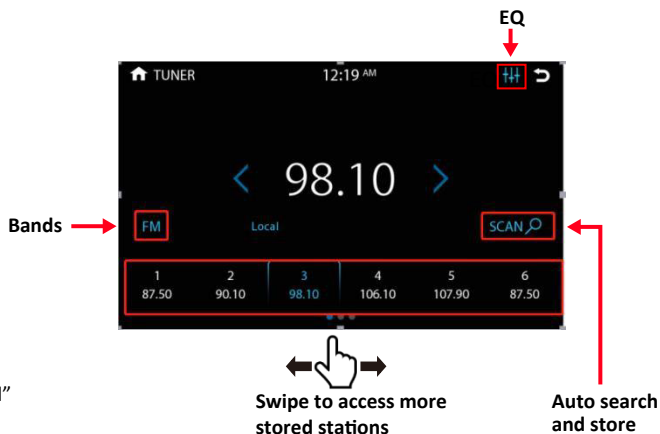 EQ
TUNER
12:19 AM
98.10
Bands
FM
Local
SCAN
1 2 3 4 5 6
87.50 90.10 98.10 106.10 107.90 87.50
”
Swipe to access more
stored stations
Auto search
and store